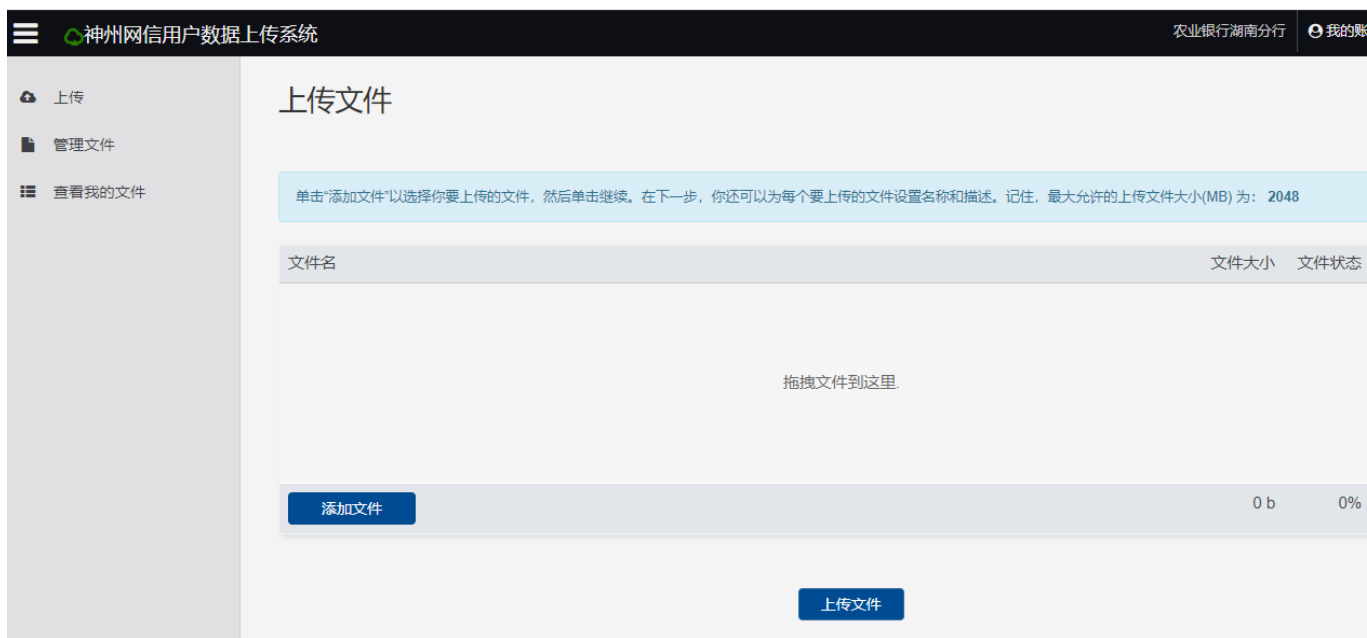 神州网信用户数据上传系统
农业银行湖南分行
我的账
上传
管理文件
查看我的文件
上传文件
单击“添加文件”以选择你要上传的文件，然后单击继续。在下一步，你还可以为每个要上传的文件设置名称和描述。记住，最大允许的上传文件大小(MB) 为： 2048
文件名 文件大小 文件状态
拖拽文件到这里.
添加文件 0 b 0%
上传文件